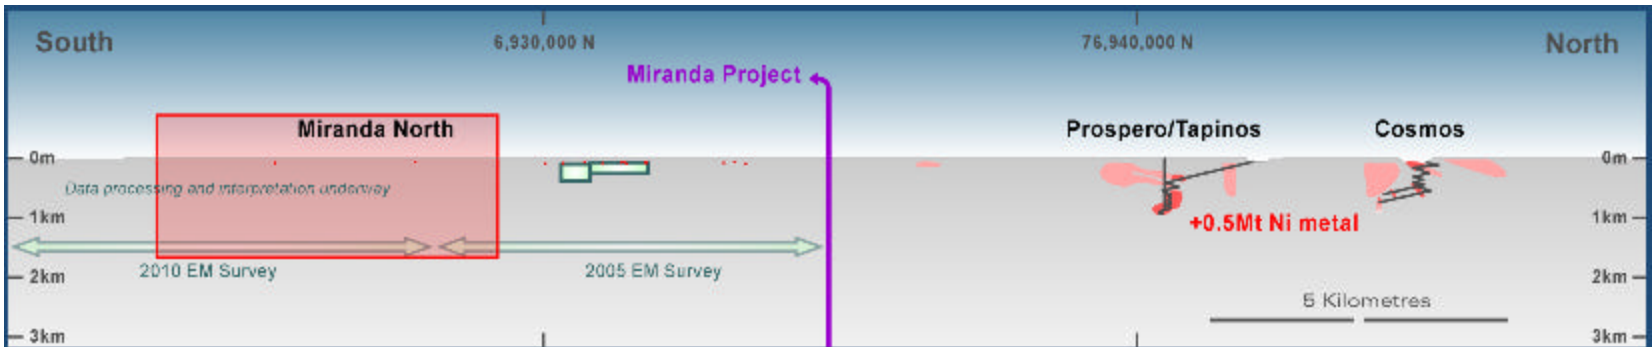 South
6,930,000 N
76,940,000 N
North
Miranda Project
Miranda North
Prospero/Tapinos
Cosmos
0m
0m
Data processing and interpretation underway
1km
+0.5Mt Ni metal
1km
2010 EM Survey
2005 EM Survey
2km
2km
5 Kilometres
3km
3km